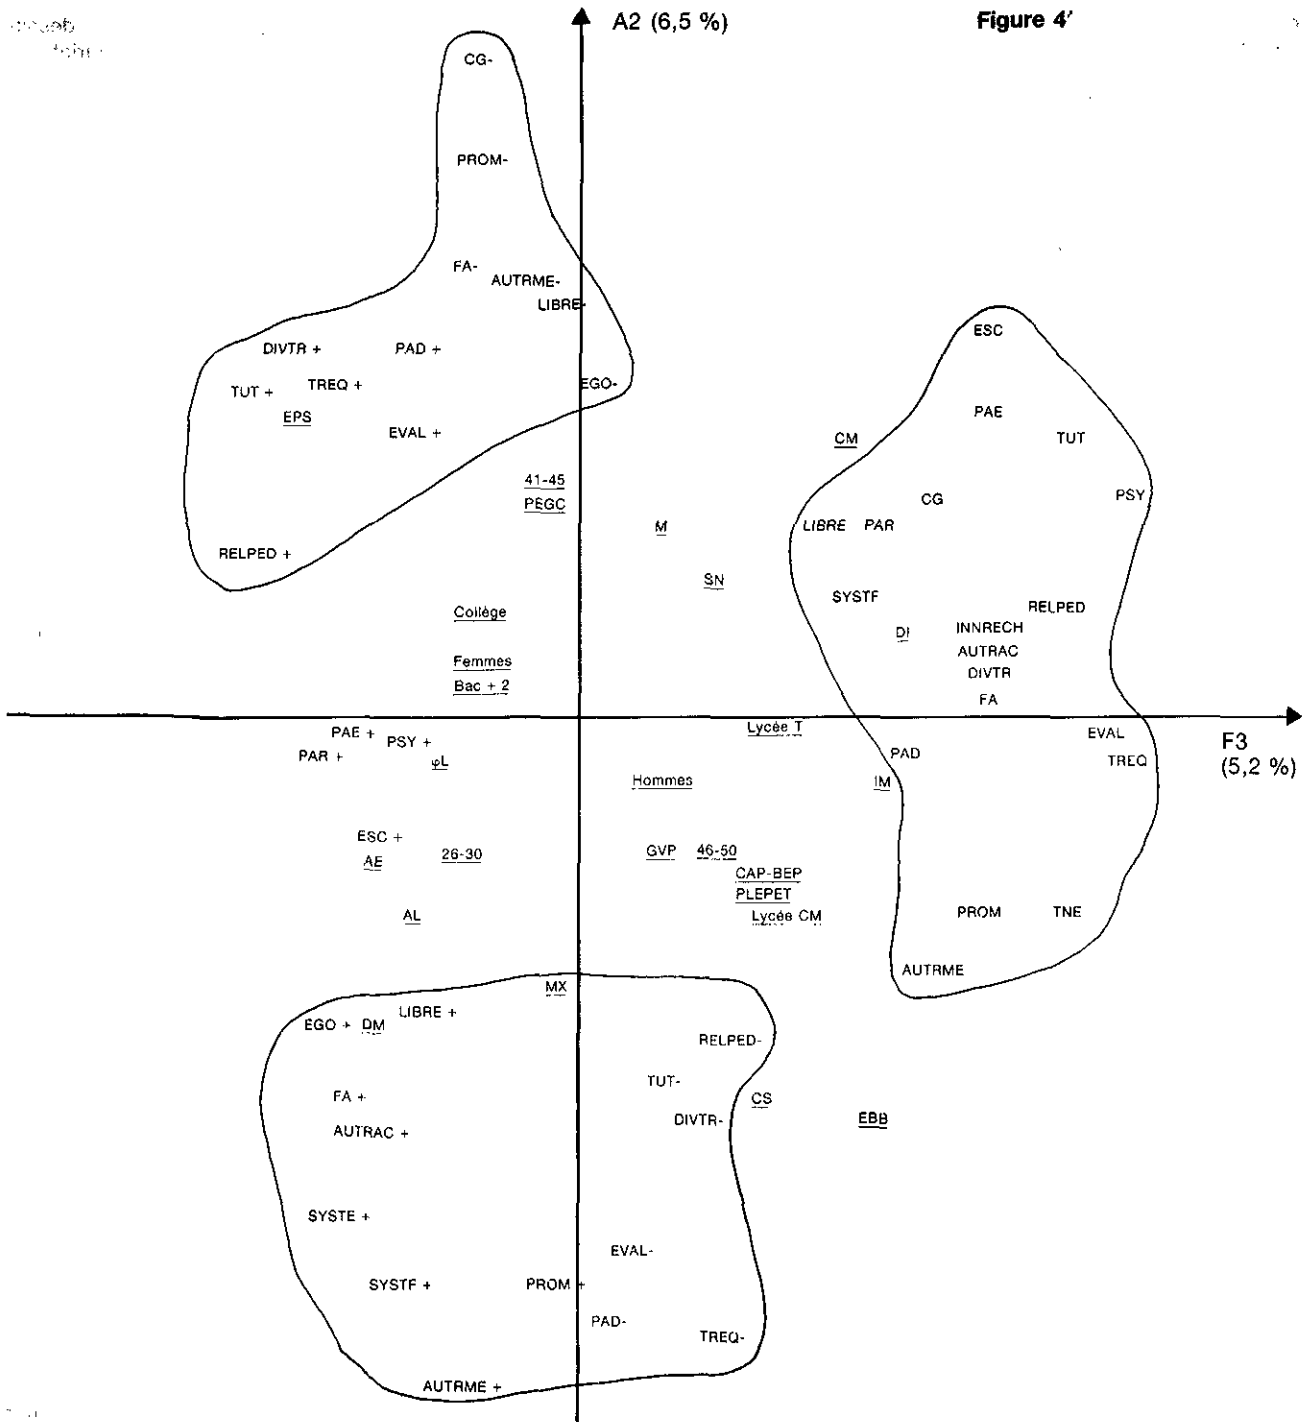 A2 (6,5 %)
Figure 4'
CG-
PROM-
FA-
AUTRME-
LIBRE-
DIVTR +
PAD +
TUT +
TREQ +
EGO-
EPS
EVAL +
RELPED +
41-45
PEGC
M
SN
Collège
Femmes
Bac + 2
ESC
PAE
TUT
CM
CG
PSY
LIBRE
PAR
SYSTF
RELPED
DI
INNRECH
AUTRAC
DIVTR
FA
PAE +
PSY +
PAR +
φL
Lycée T
EVAL
F3
(5,2 %)
PAD
TREQ
Hommes
IM
ESC +
AE
26-30
GVP
46-50
CAP-BEP
PLEPET
Lycée CM
AL
PROM
TNE
AUTRME
MX
LIBRE +
EGO +
DM
RELPED-
TUT-
FA +
CS
DIVTR-
EBB
AUTRAC +
SYSTE +
EVAL-
SYSTF +
PROM +
PAD-
TREQ-
AUTRME +